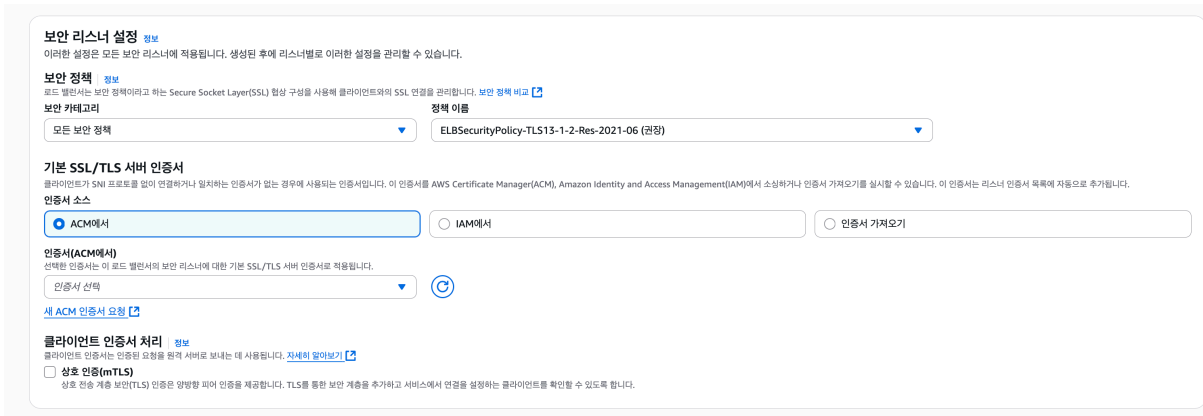 보안 리스너 설정 정보
이러한 설정은 모든 보안 리스너에 적용됩니다. 생성된 후에 리스너별로 이러한 설정을 관리할 수 있습니다.
보안 정책 정보
로드 밸런서는 보안 정책이라고 하는 Secure Socket Layer(SSL) 협상 구성을 사용해 클라이언트와의 SSL 연결을 관리합니다. 보안 정책 비교
보안 카테고리 정책 이름
모든 보안 정책 ELBSecurityPolicy-TLS13-1-2-Res-2021-06 (권장)
기본 SSL/TLS 서버 인증서
클라이언트가 SNI 프로토콜 없이 연결하거나 일치하는 인증서가 없는 경우에 사용되는 인증서입니다. 이 인증서를 AWS Certificate Manager(ACM), Amazon Identity and Access Management(IAM)에서 소싱하거나 인증서 가져오기를 실시할 수 있습니다. 이 인증서는 리스너 인증서 목록에 자동으로 추가됩니다.
인증서 소스
ACM에서 IAM에서 인증서 가져오기
인증서(ACM에서)
선택한 인증서는 이 로드 밸런서의 보안 리스너에 대한 기본 SSL/TLS 서버 인증서로 적용됩니다.
인증서 선택
새 ACM 인증서 요청
클라이언트 인증서 처리 정보
클라이언트 인증서는 인증된 요청을 원격 서버로 보내는 데 사용됩니다. 자세히 알아보기
상호 인증(mTLS)
상호 전송 계층 보안(TLS) 인증은 양방향 피어 인증을 제공합니다. TLS를 통한 보안 계층을 추가하고 서비스에서 연결을 설정하는 클라이언트를 확인할 수 있도록 합니다.